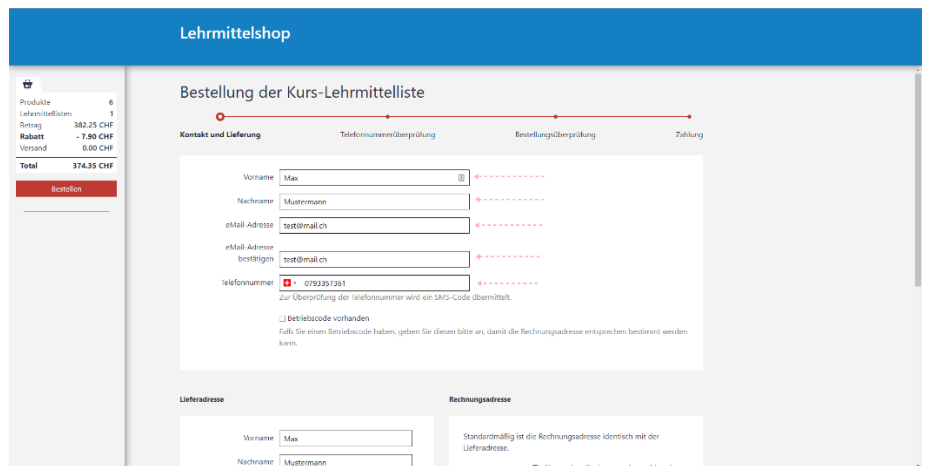 Lehrmittelshop
Produkte 6
Lehrmittellisten 1
Betrag 382.25 CHF
Rabatt - 7.90 CHF
Versand 0.00 CHF
Total 374.35 CHF
Bestellen
Bestellung der Kurs-Lehrmittelliste
Kontakt und Lieferung Telefonnummerüberprüfung Bestellungsüberprüfung Zahlung
Vorname Max
Nachname Mustermann
eMail-Adresse test@mail.ch
eMail-Adresse
bestätigen test@mail.ch
Telefonnummer 0793357361
Zur Überprüfung der Telefonnummer wird ein SMS-Code übermittelt.
Betriebscode vorhanden
Falls Sie einen Betriebscode haben, geben Sie diesen bitte an, damit die Rechnungsadresse entsprechen bestimmt werden
kann.
Lieferadresse
Vorname Max
Nachname Mustermann
Rechnungsadresse
Standardmäßig ist die Rechnungsadresse identisch mit der
Lieferadresse.